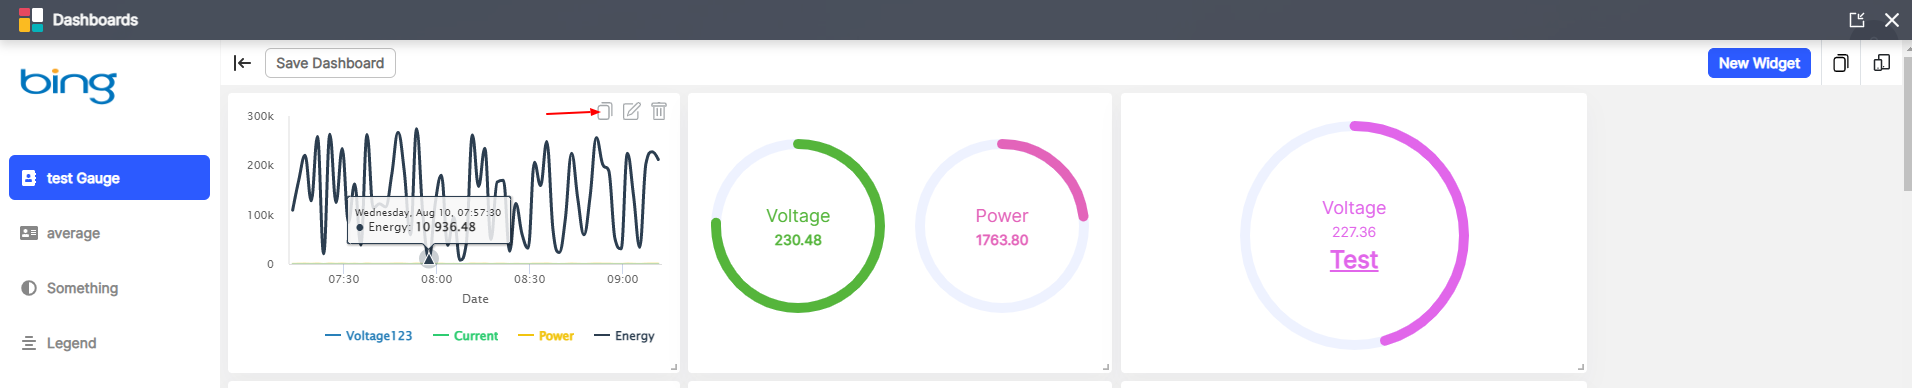 Dashboards
bing
Save Dashboard
New Widget
test Gauge
average
Something
Legend
300k
200k
100k
0
Wednesday, Aug 10, 07:57:30
Energy: 10 936.48
07:30 08:00 08:30 09:00
Date
Voltage123 Current Power Energy
Voltage
230.48
Power
1763.80
Voltage
227.36
Test